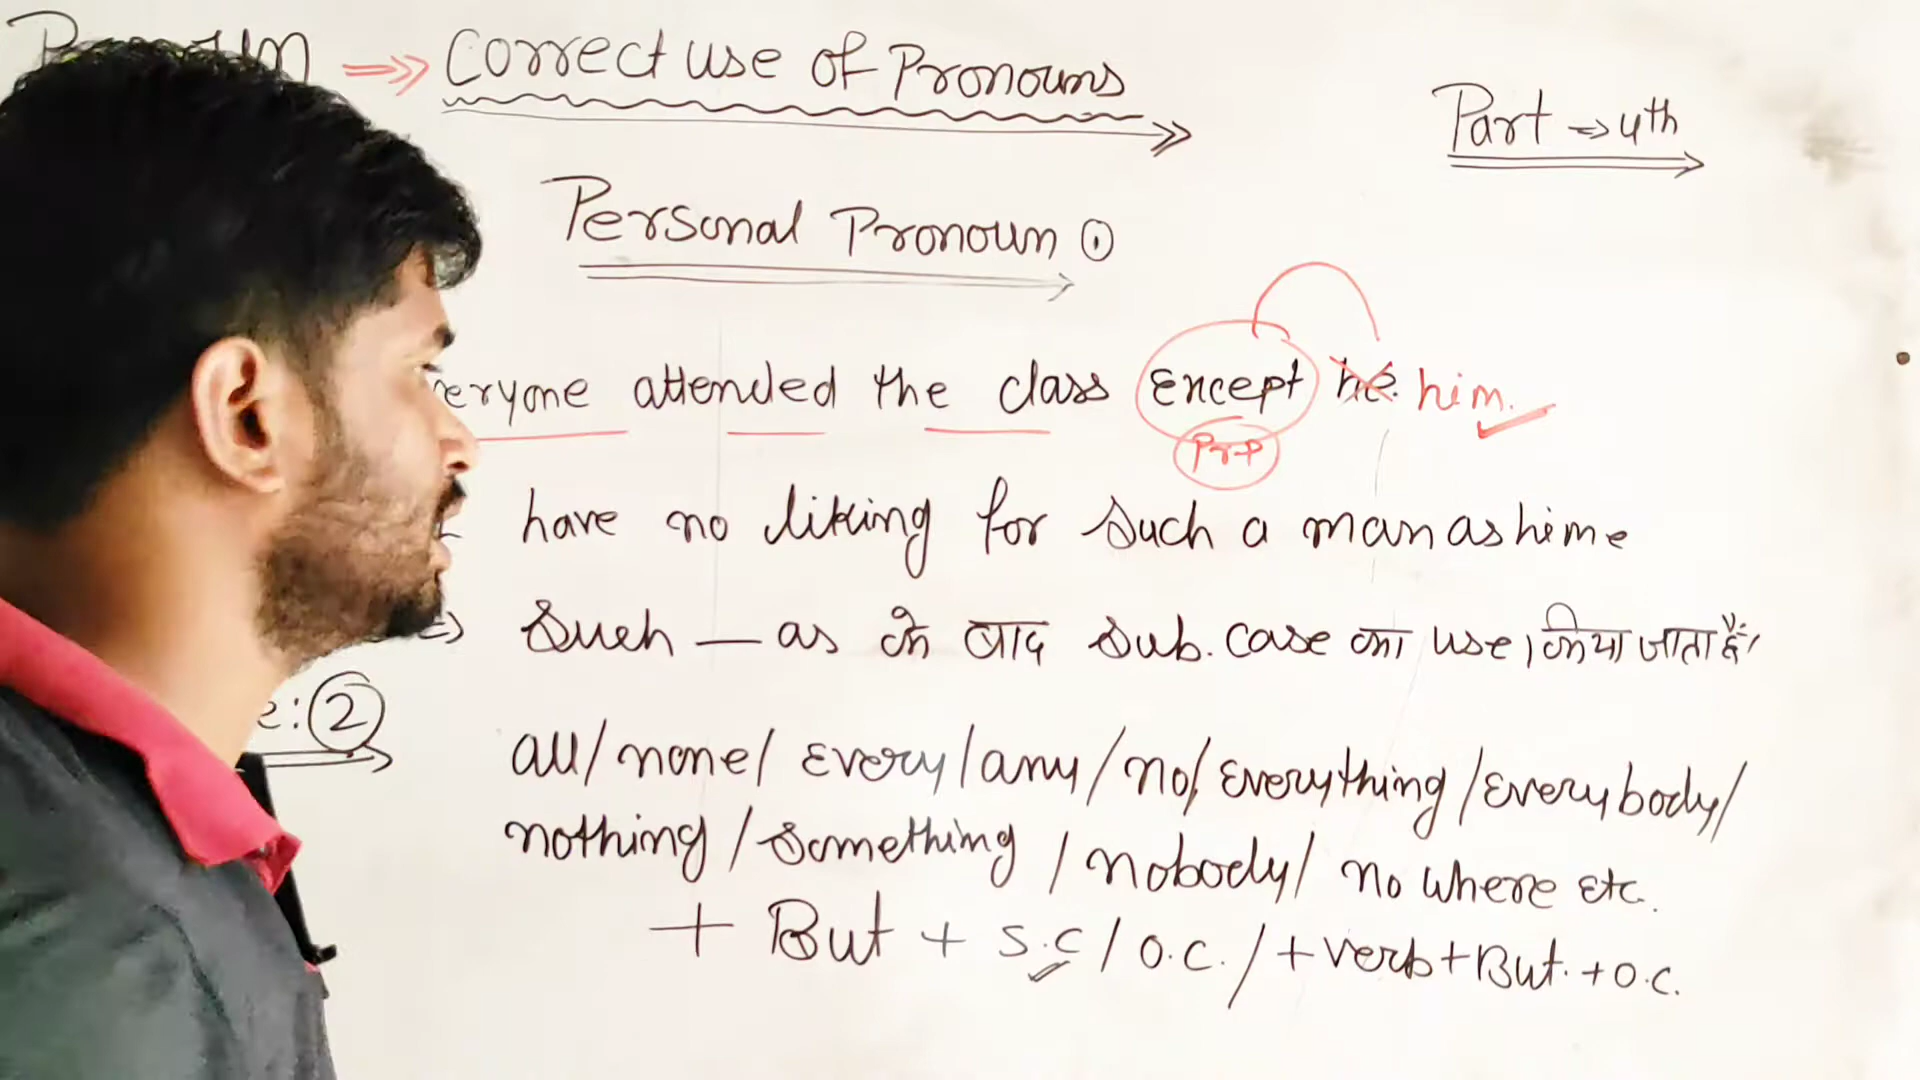 ⇒ Correct use of Pronouns
Part ⇒ 4th
Personal Pronoun ①
eryone attended the class Except he. him.
Prp
have no liking for such a man as hime
⇒ Such — as के बाद Sub. Case का use किया जाता है,
e: ②
all / none / Every / any / no / Everything / Everybody /
nothing / Something / nobody / no where Etc.
+ But + S.C / O.C. / + verb + But. + O.C.